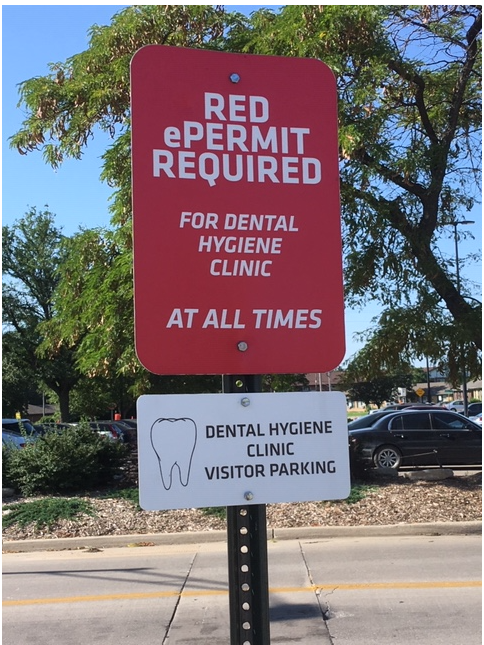 RED
ePERMIT
REQUIRED
FOR DENTAL
HYGIENE
CLINIC
AT ALL TIMES
DENTAL HYGIENE
CLINIC
VISITOR PARKING